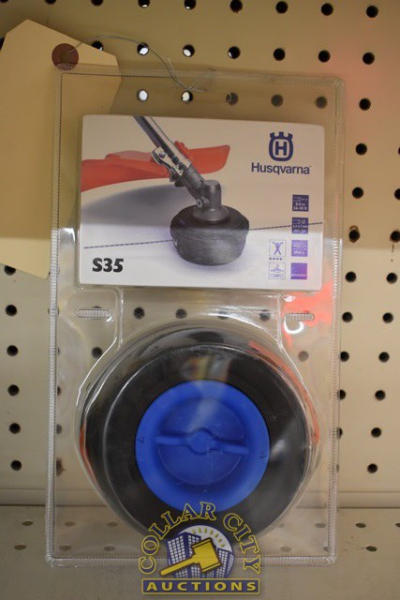 H
Husqvarna
S35
COLLAR CITY
AUCTIONS